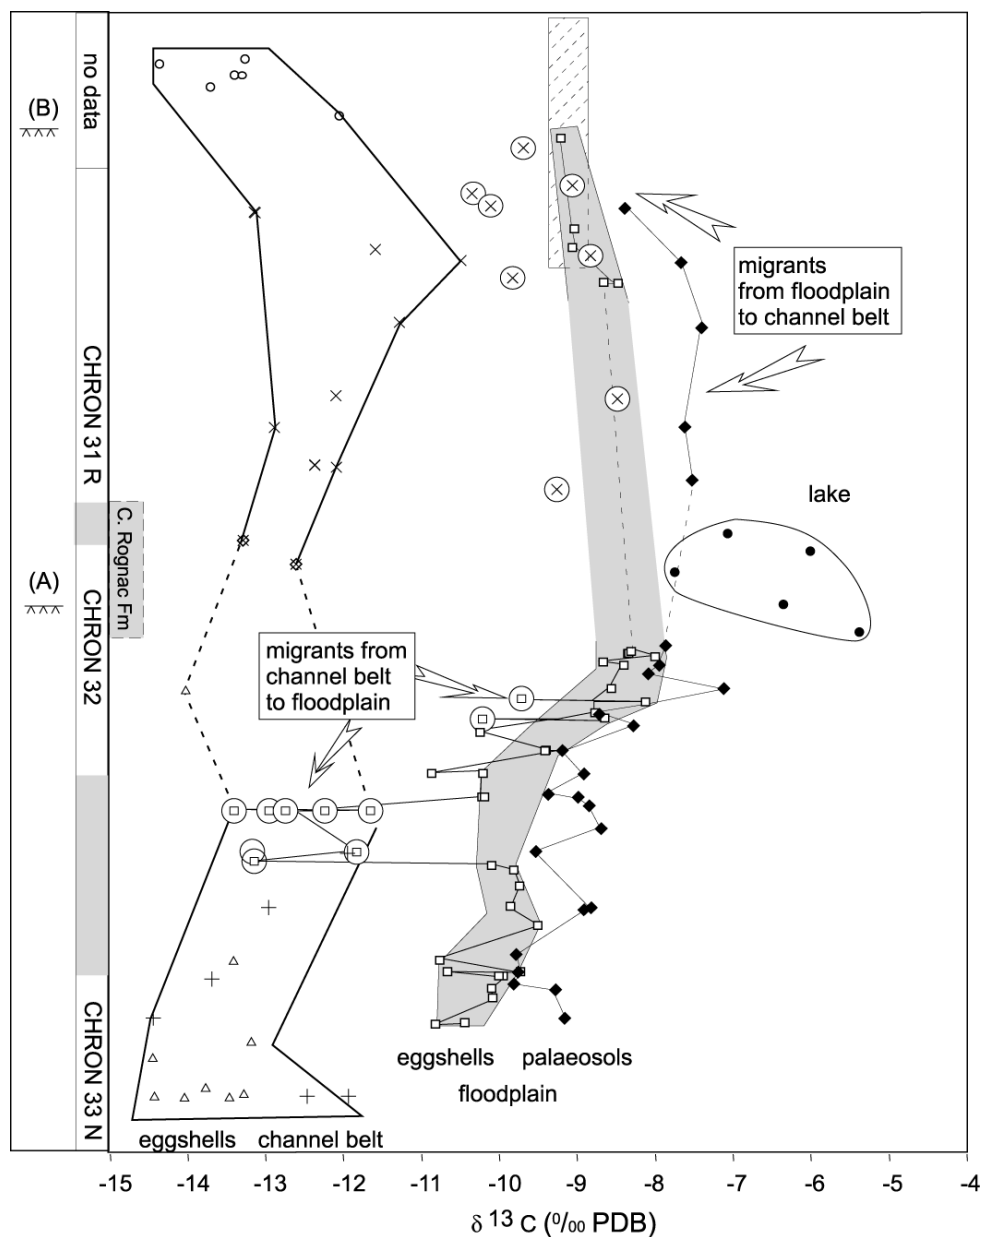 no data
(B)
migrants
from floodplain
to channel belt
CHRON 31 R
lake
C. Rognac Fm
(A)
CHRON 32
migrants from
channel belt
to floodplain
CHRON 33 N
eggshells palaeosols
floodplain
eggshells channel belt
-15 -14 -13 -12 -11 -10 -9 -8 -7 -6 -5 -4
δ 13 C (0/00 PDB)